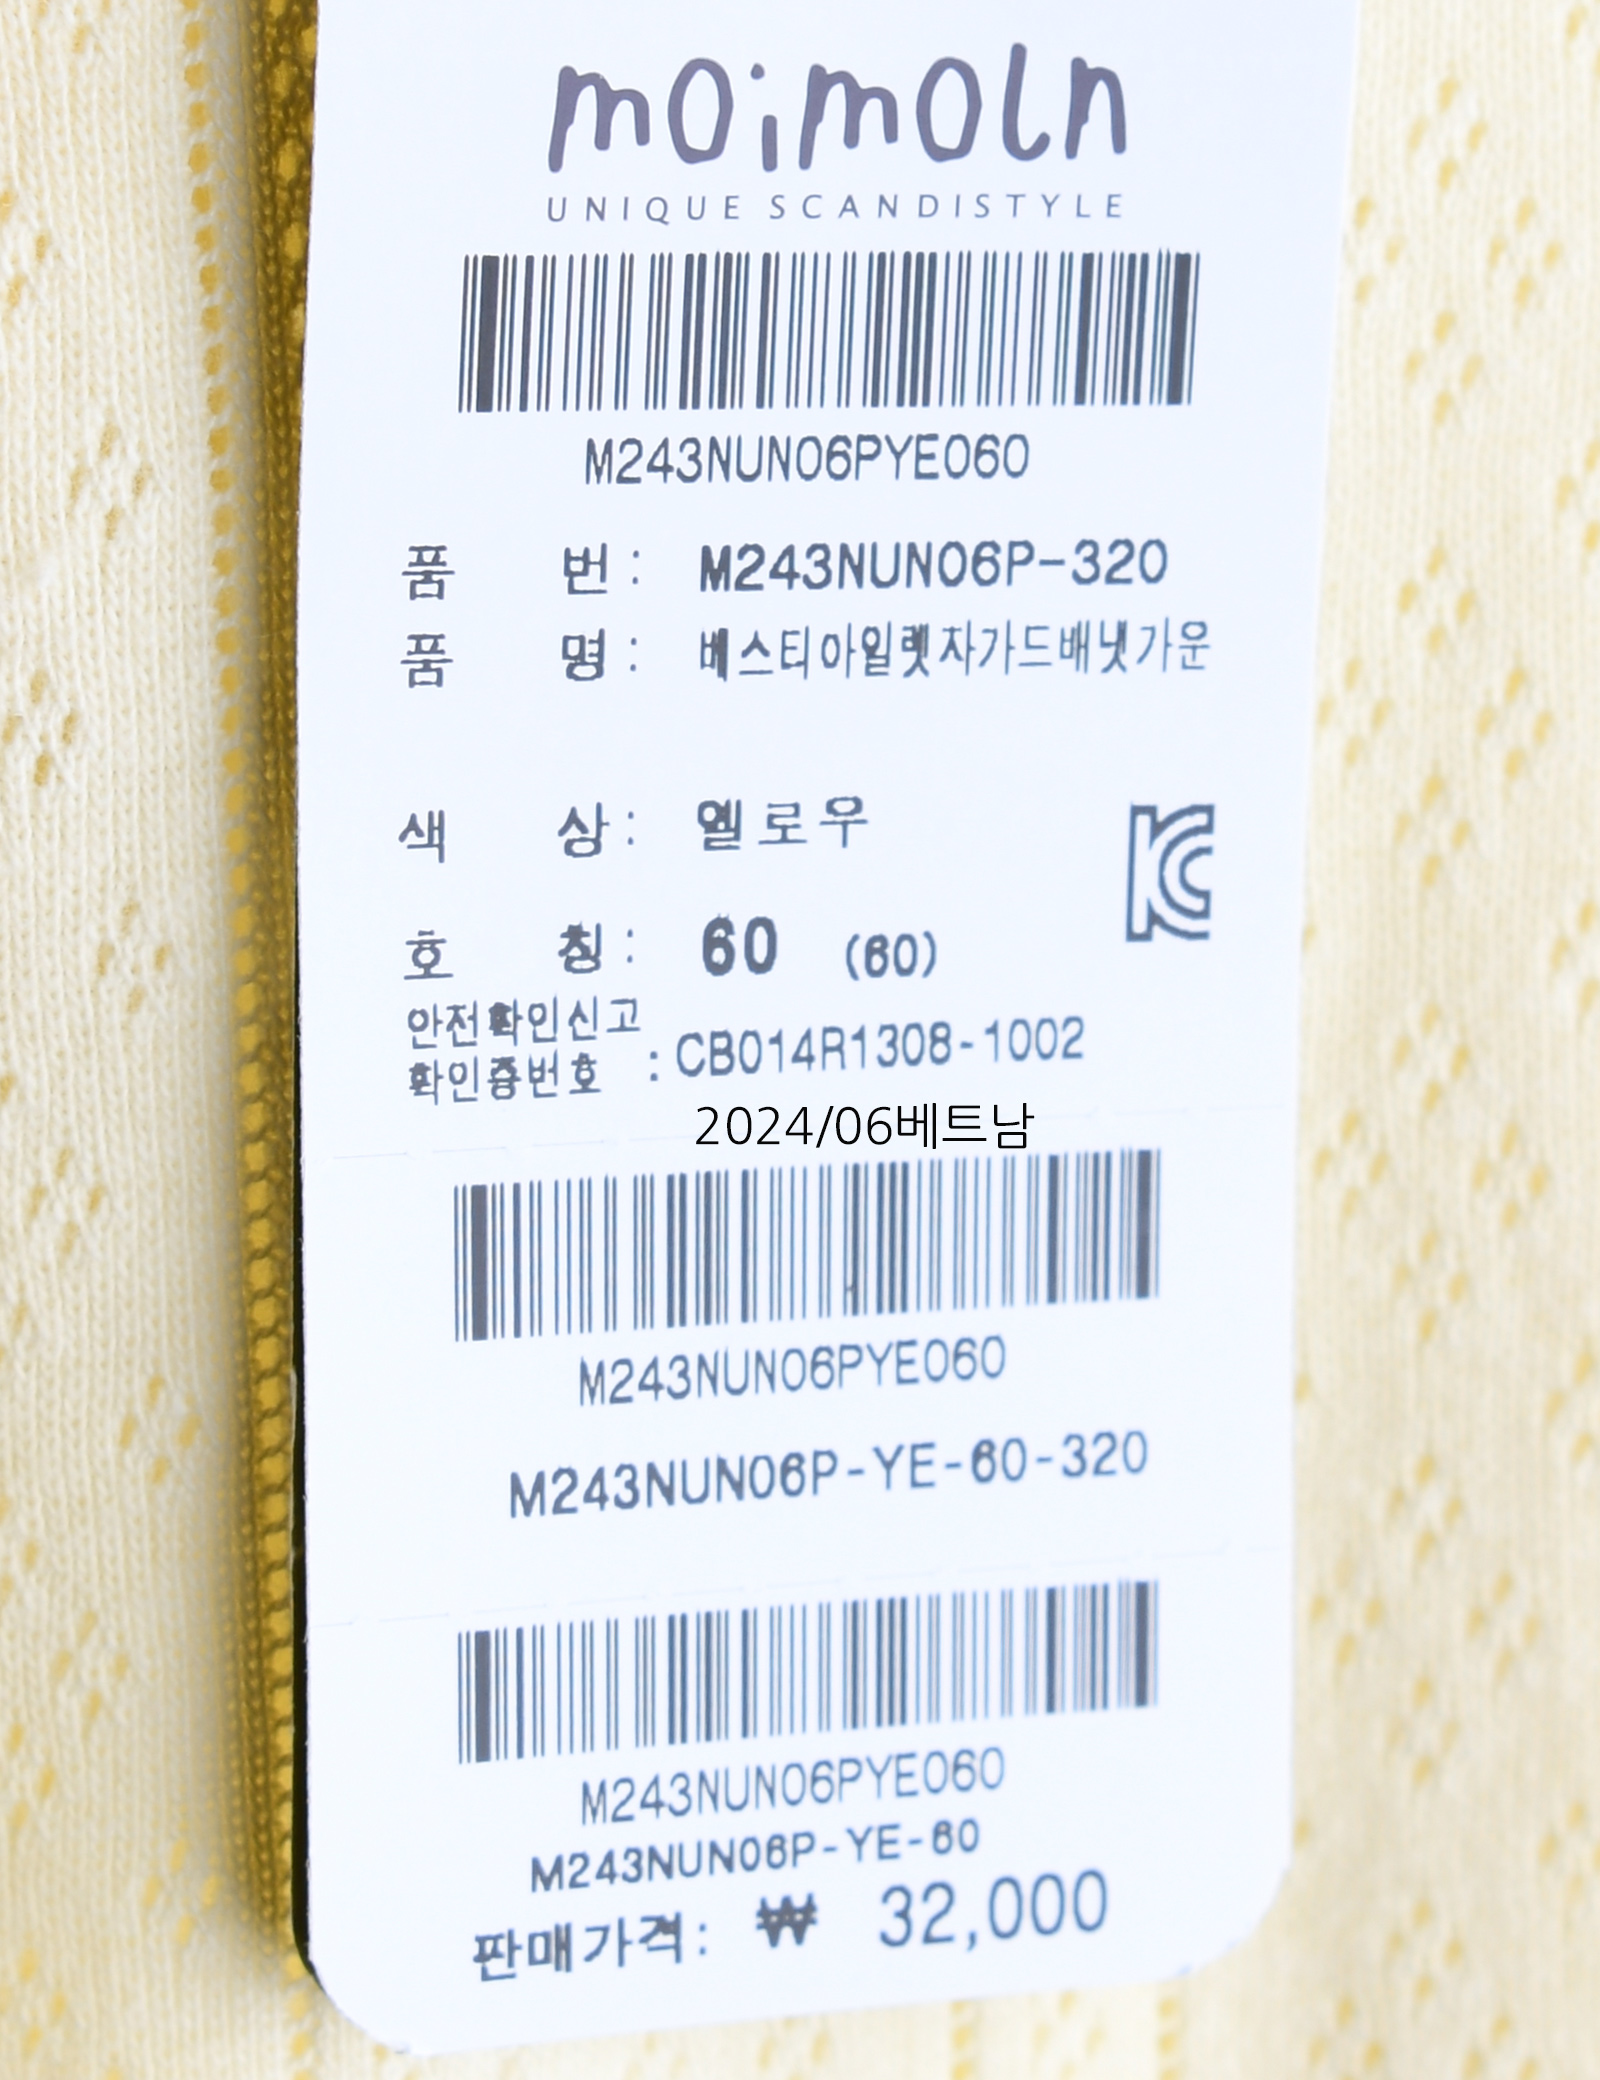 moimoln
UNIQUE SCANDISTYLE
M243NUN06PYE060
품 번 : M243NUN06P-320
품 명 : 베스티아일렛자가드배냇가운
색 상 : 옐로우
호 칭 : 60 (60)
안전확인신고
확인증번호 : CB014R1308-1002
2024/06베트남
M243NUN06PYE060
M243NUN06P-YE-60-320
M243NUN06PYE060
M243NUN06P-YE-60
판매가격: ₩ 32,000